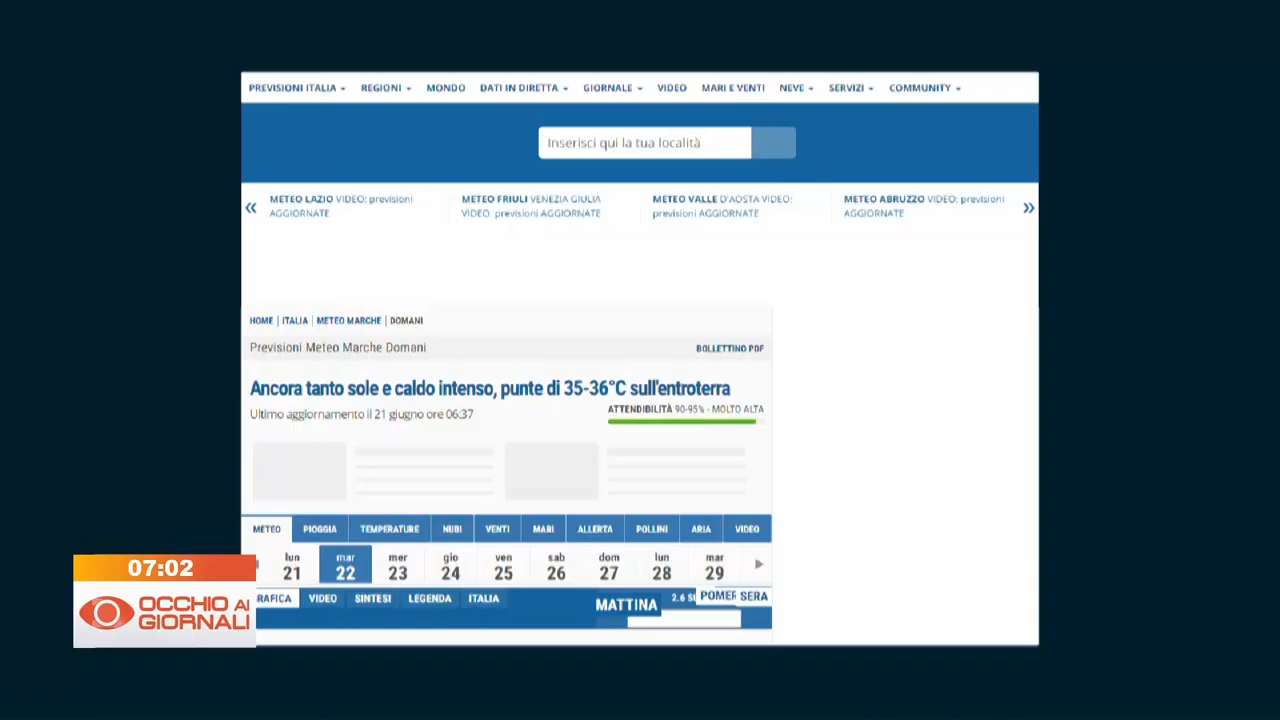 PREVISIONI ITALIA REGIONI MONDO DATI IN DIRETTA GIORNALE VIDEO MARI E VENTI NEVE SERVIZI COMMUNITY
Inserisci qui la tua località
METEO LAZIO VIDEO: previsioni
AGGIORNATE
METEO FRIULI VENEZIA GIULIA
VIDEO: previsioni AGGIORNATE
METEO VALLE D'AOSTA VIDEO:
previsioni AGGIORNATE
METEO ABRUZZO VIDEO: previsioni
AGGIORNATE
HOME | ITALIA | METEO MARCHE | DOMANI
Previsioni Meteo Marche Domani
BOLLETTINO PDF
Ancora tanto sole e caldo intenso, punte di 35-36°C sull'entroterra
Ultimo aggiornamento il 21 giugno ore 06:37
ATTENDIBILITÀ 90-95% - MOLTO ALTA
METEO PIOGGIA TEMPERATURE NUBI VENTI MARI ALLERTA POLLINI ARIA VIDEO
lun mar mer gio ven sab dom lun mar
21 22 23 24 25 26 27 28 29
RAFICA VIDEO SINTESI LEGENDA ITALIA
MATTINA
2.6 
POMER SERA
07:02
OCCHIO AI
GIORNALI